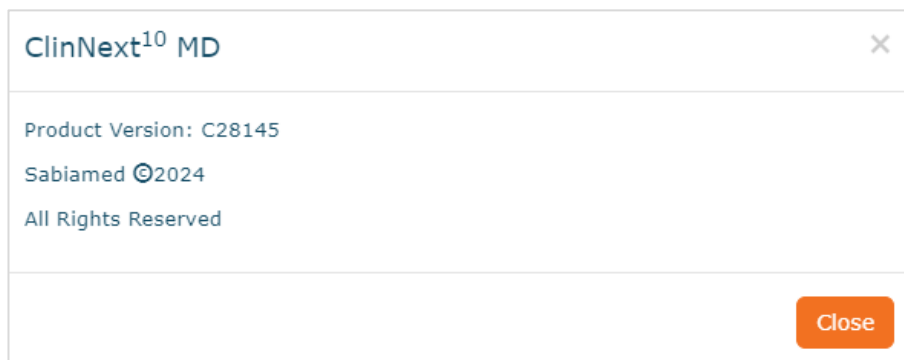 ClinNext¹⁰ MD ×
Product Version: C28145
Sabiamed ©2024
All Rights Reserved
Close